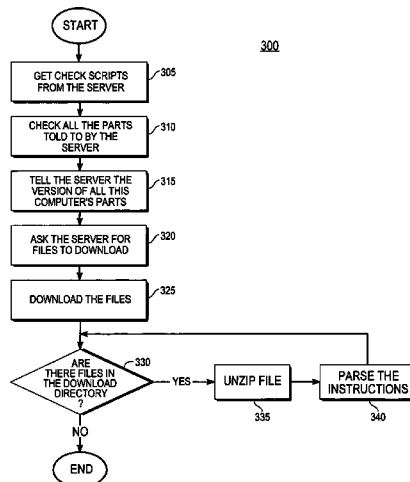 START
300
GET CHECK SCRIPTS
FROM THE SERVER
305
CHECK ALL THE PARTS
TOLD TO BY THE
SERVER
310
TELL THE SERVER THE
VERSION OF ALL THIS
COMPUTER'S PARTS
315
ASK THE SERVER FOR
FILES TO DOWNLOAD
320
DOWNLOAD THE FILES
325
ARE
THERE FILES IN
THE DOWNLOAD
DIRECTORY
?
330
YES
UNZIP FILE
335
PARSE THE
INSTRUCTIONS
340
NO
END